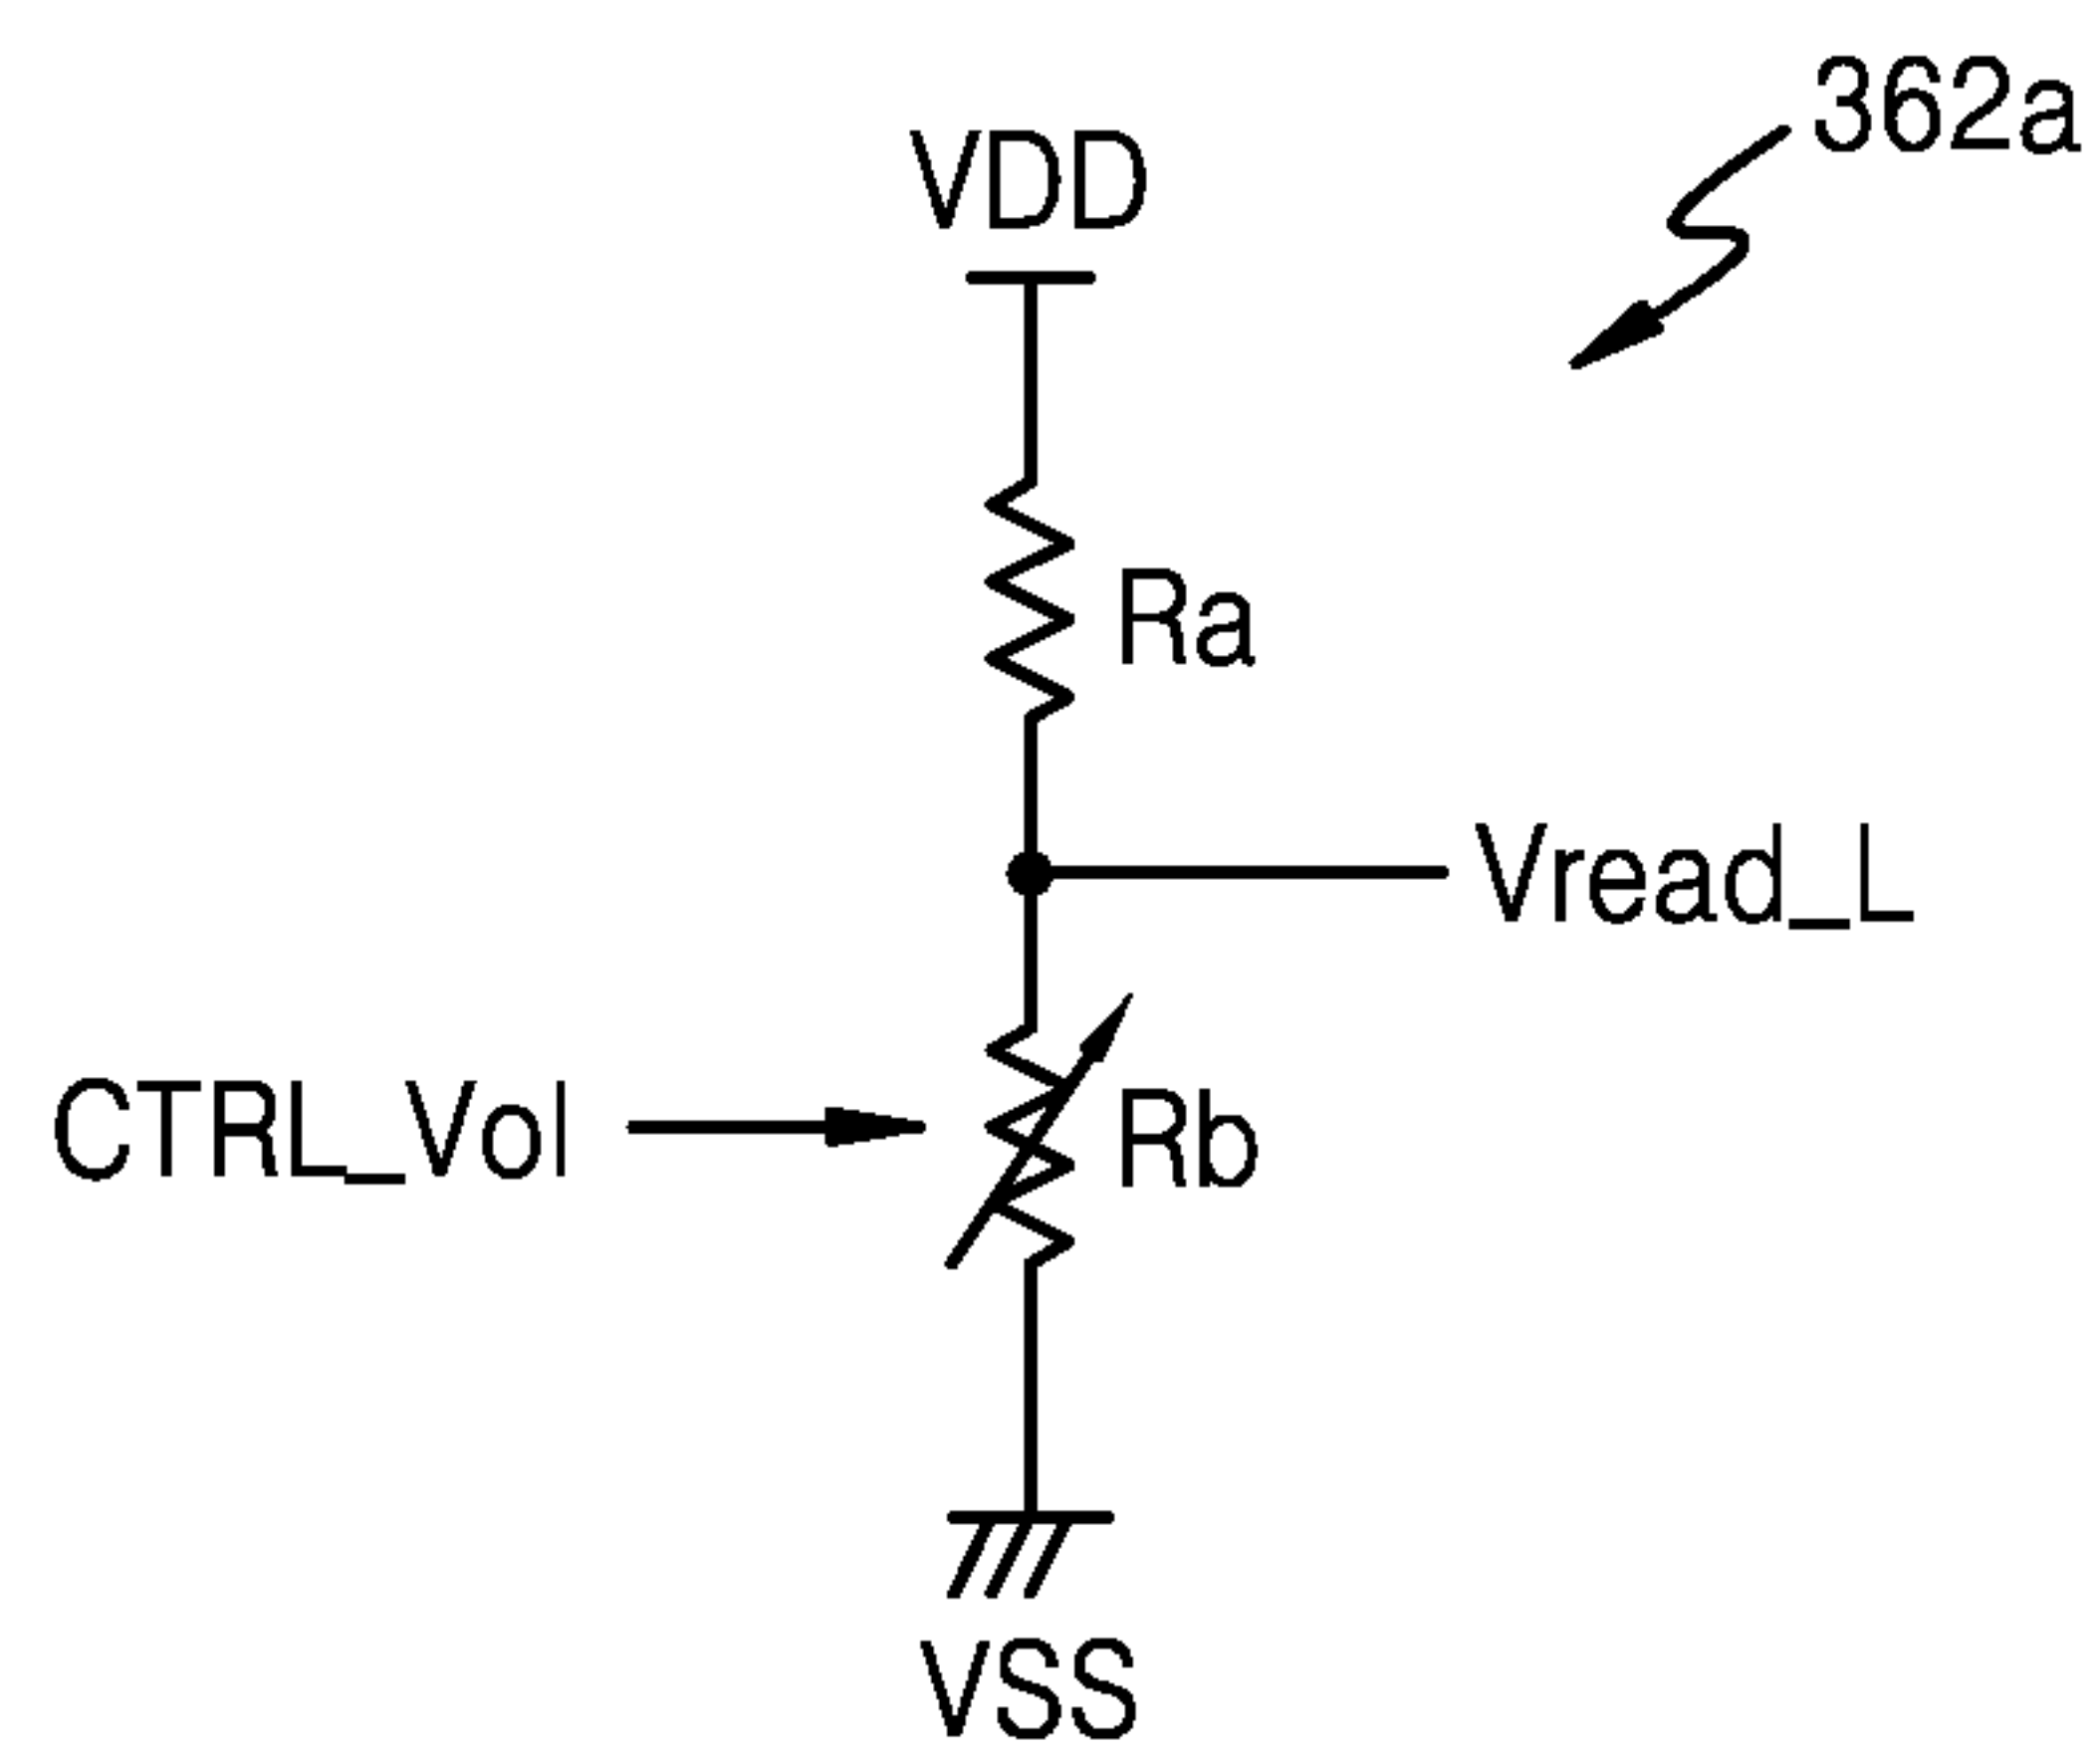 362a
VDD
Ra
Vread_L
CTRL_Vol
Rb
VSS